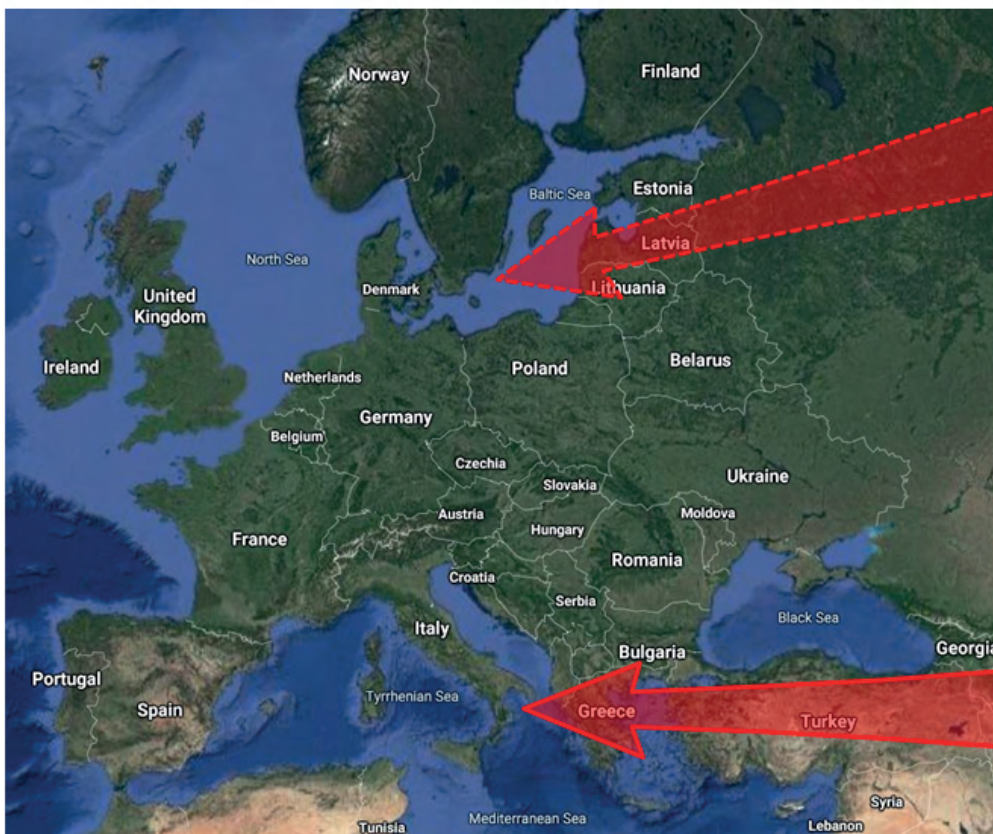 Norway
Finland
Baltic Sea
Estonia
North Sea
Latvia
Denmark
Lithuania
United
Kingdom
Ireland
Belarus
Poland
Netherlands
Germany
Belgium
Czechia
Ukraine
Slovakia
Austria
Moldova
Hungary
France
Romania
Croatia
Serbia
Italy
Black Sea
Bulgaria
Georgia
Portugal
Tyrrhenian Sea
Spain
Greece
Turkey
Syria
Mediterranean Sea
Tunisia
Lebanon